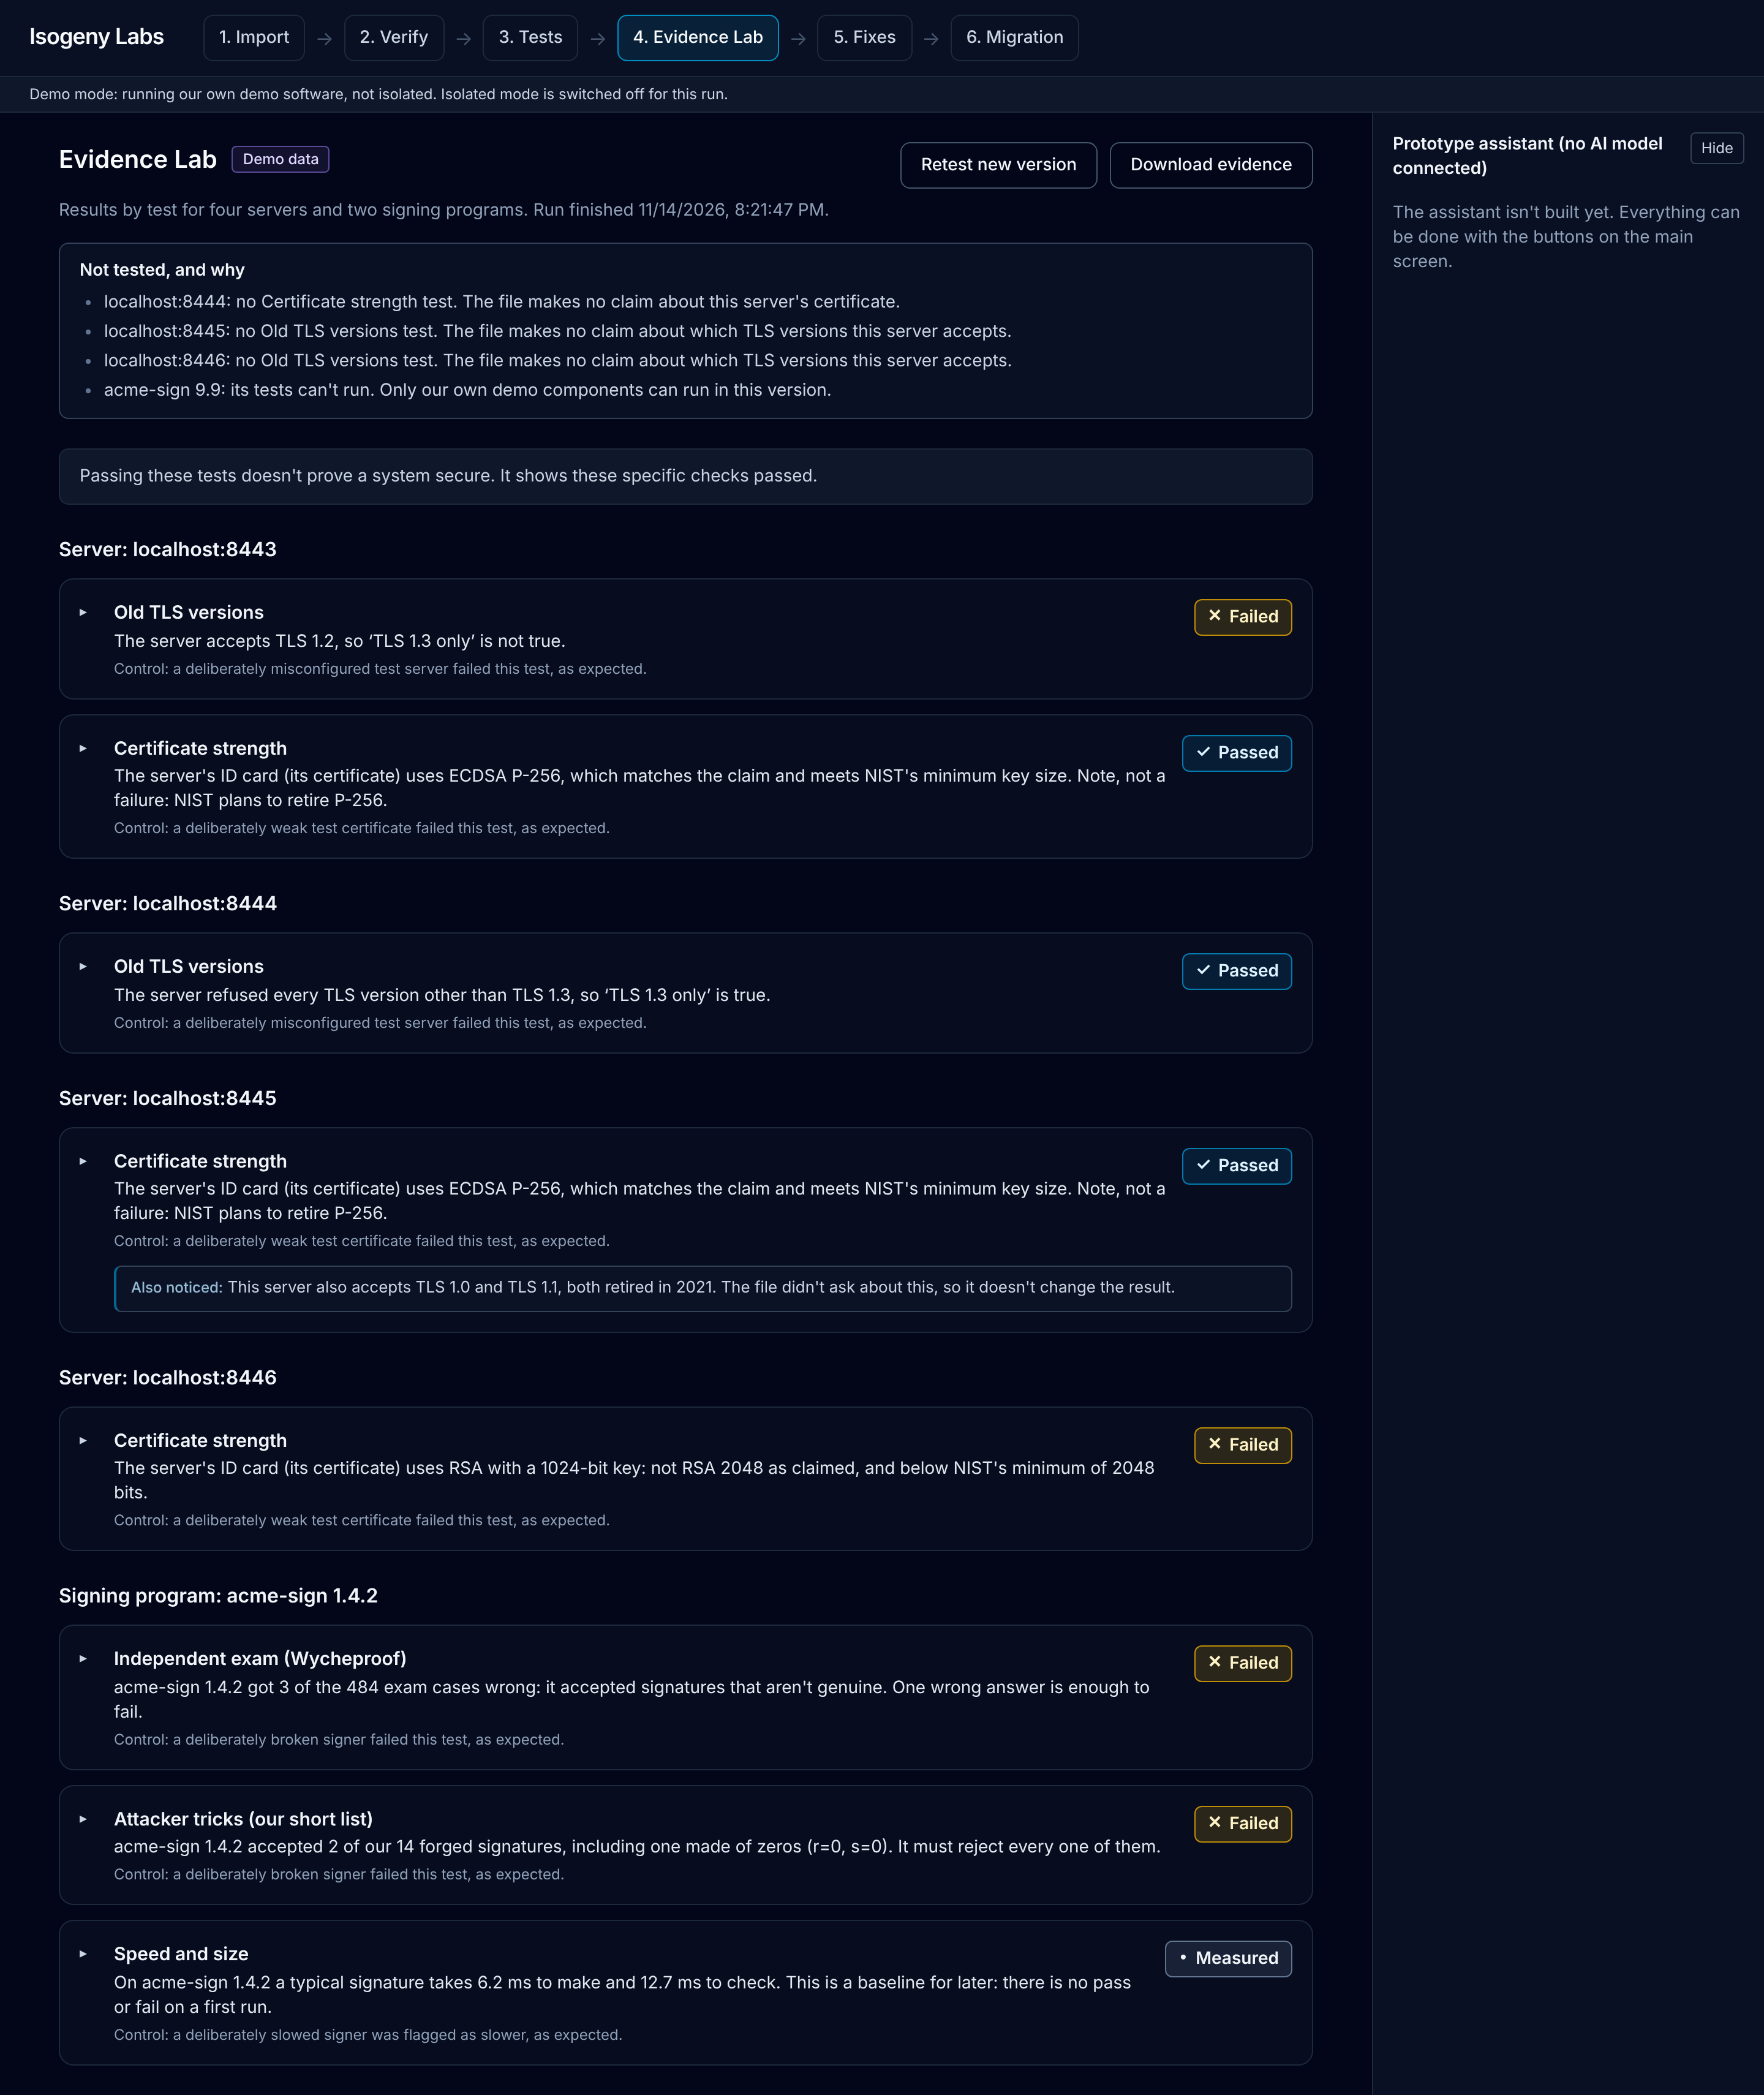 Isogeny Labs
1. Import → 2. Verify → 3. Tests → 4. Evidence Lab → 5. Fixes → 6. Migration
Demo mode: running our own demo software, not isolated. Isolated mode is switched off for this run.
Evidence Lab
Demo data
Retest new version
Download evidence
Results by test for four servers and two signing programs. Run finished 11/14/2026, 8:21:47 PM.
Not tested, and why
• localhost:8444: no Certificate strength test. The file makes no claim about this server's certificate.
• localhost:8445: no Old TLS versions test. The file makes no claim about which TLS versions this server accepts.
• localhost:8446: no Old TLS versions test. The file makes no claim about which TLS versions this server accepts.
• acme-sign 9.9: its tests can't run. Only our own demo components can run in this version.
Passing these tests doesn't prove a system secure. It shows these specific checks passed.
Server: localhost:8443
Old TLS versions
✕ Failed
The server accepts TLS 1.2, so ‘TLS 1.3 only’ is not true.
Control: a deliberately misconfigured test server failed this test, as expected.
Certificate strength
✓ Passed
The server's ID card (its certificate) uses ECDSA P-256, which matches the claim and meets NIST's minimum key size. Note, not a
failure: NIST plans to retire P-256.
Control: a deliberately weak test certificate failed this test, as expected.
Server: localhost:8444
Old TLS versions
✓ Passed
The server refused every TLS version other than TLS 1.3, so ‘TLS 1.3 only’ is true.
Control: a deliberately misconfigured test server failed this test, as expected.
Server: localhost:8445
Certificate strength
✓ Passed
The server's ID card (its certificate) uses ECDSA P-256, which matches the claim and meets NIST's minimum key size. Note, not a
failure: NIST plans to retire P-256.
Control: a deliberately weak test certificate failed this test, as expected.
Also noticed: This server also accepts TLS 1.0 and TLS 1.1, both retired in 2021. The file didn't ask about this, so it doesn't change the result.
Server: localhost:8446
Certificate strength
✕ Failed
The server's ID card (its certificate) uses RSA with a 1024-bit key: not RSA 2048 as claimed, and below NIST's minimum of 2048
bits.
Control: a deliberately weak test certificate failed this test, as expected.
Signing program: acme-sign 1.4.2
Independent exam (Wycheproof)
✕ Failed
acme-sign 1.4.2 got 3 of the 484 exam cases wrong: it accepted signatures that aren't genuine. One wrong answer is enough to
fail.
Control: a deliberately broken signer failed this test, as expected.
Attacker tricks (our short list)
✕ Failed
acme-sign 1.4.2 accepted 2 of our 14 forged signatures, including one made of zeros (r=0, s=0). It must reject every one of them.
Control: a deliberately broken signer failed this test, as expected.
Speed and size
• Measured
On acme-sign 1.4.2 a typical signature takes 6.2 ms to make and 12.7 ms to check. This is a baseline for later: there is no pass
or fail on a first run.
Control: a deliberately slowed signer was flagged as slower, as expected.
Prototype assistant (no AI model
connected)
Hide
The assistant isn't built yet. Everything can
be done with the buttons on the main
screen.